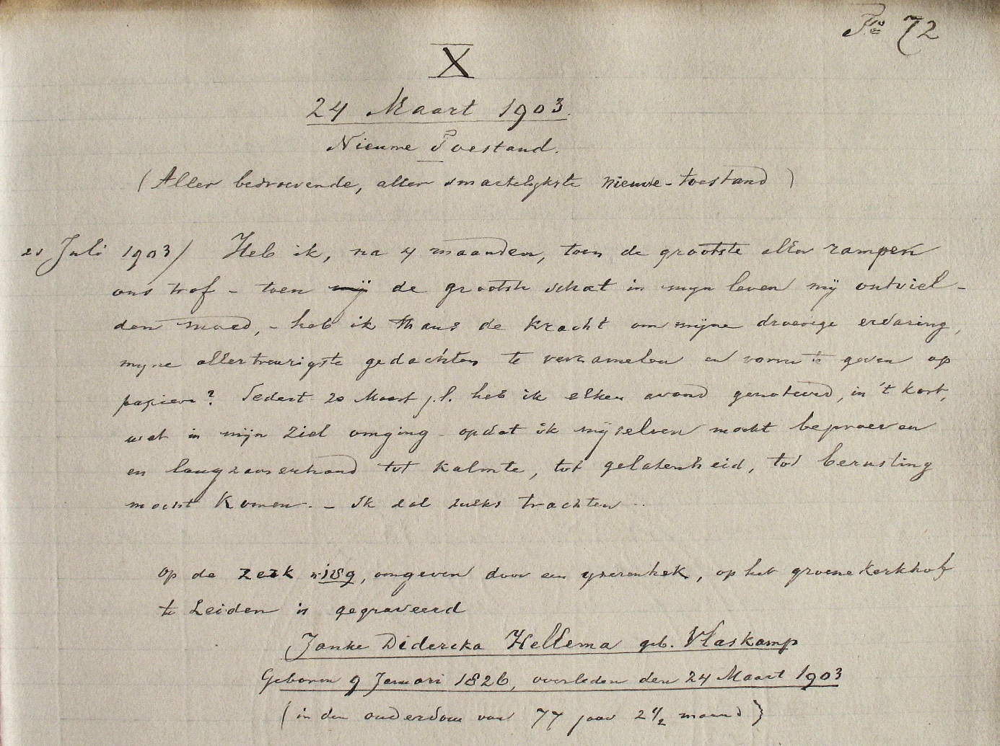 Fo 72
X
24 Maart 1903.
Nieuwe Toestand.
(Aller bedroevende, aller smartelijkste nieuwe-toestand)
21 Juli 1903/ Heb ik, na 4 maanden, toen de grootste aller rampen
ons trof - toen mij de grootste schat in mijn leven mij ontviel -
den moed, - heb ik thans de kracht om mijne droevige ervaring,
mijne allertreurigste gedachten te verzamelen en vorm te geven op
papier? Sedert 20 Maart j.l. heb ik elken avond genoteerd, in 't kort,
wat in mijn ziel omging - opdat ik mijzelven mocht beproeven
en langzamerhand tot kalmte, tot gelatenheid, tot berusting
mocht komen. - Ik zal zulks trachten ..
op de zerk n: 189, omgeven door een yzerenhek, op het groene Kerkhof
te Leiden is gegraveerd
Janke Didercka Hellema geb. Vlaskamp
Geboren 9 Januari 1826, overleden den 24 Maart 1903
(in den ouderdom van 77 jaar 2 1/2 maand)